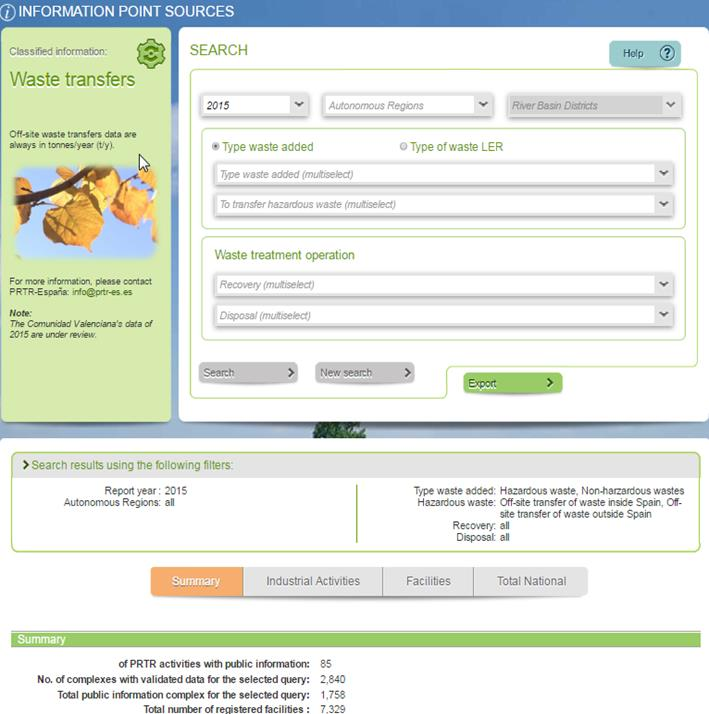 INFORMATION POINT SOURCES
Classified information:
Waste transfers
Off-site waste transfers data are
always in tonnes/year (t/y).
For more information, please contact
PRTR-España: info@prtr-es.es
Note:
The Comunidad Valenciana's data of
2015 are under review.
SEARCH
Help ?
2015
Autonomous Regions
River Basin Districts
Type waste added
Type of waste LER
Type waste added (multiselect)
To transfer hazardous waste (multiselect)
Waste treatment operation
Recovery (multiselect)
Disposal (multiselect)
Search
New search
Export
Search results using the following filters:
Report year : 2015
Autonomous Regions: all
Type waste added: Hazardous waste, Non-harzardous wastes
Hazardous waste: Off-site transfer of waste inside Spain, Off-
site transfer of waste outside Spain
Recovery: all
Disposal: all
Summary
Industrial Activities
Facilities
Total National
Summary
of PRTR activities with public information: 85
No. of complexes with validated data for the selected query: 2,840
Total public information complex for the selected query: 1,758
Total number of registered facilities : 7,329